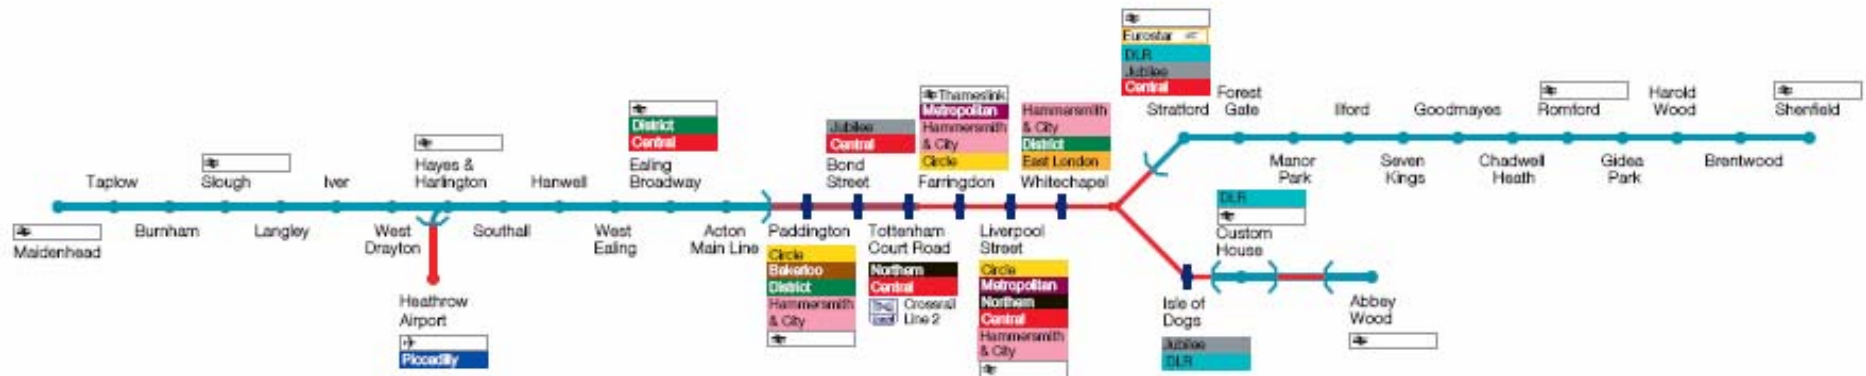 Eurostar
DLR
Jubilee
Central
Stratford
Forest
Gate
Ilford
Goodmayes
Romford
Harold
Wood
Shenfield
Manor
Park
Seven
Kings
Chadwell
Heath
Gidea
Park
Brentwood
Taplow
Slough
Iver
Hayes &
Harlington
Hanwell
District
Central
Ealing
Broadway
Jubilee
Central
Bond
Street
Thameslink
Metropolitan
Hammersmith
& City
Circle
Farringdon
Hammersmith
& City
District
East London
Whitechapel
Maidenhead
Burnham
Langley
West
Drayton
Southall
West
Ealing
Acton
Main Line
Paddington
Circle
Bakerloo
District
Hammersmith
& City
Tottenham
Court Road
Northern
Central
Crossrail
Line 2
Liverpool
Street
Circle
Metropolitan
Northern
Central
Hammersmith
& City
Heathrow
Airport
Piccadilly
DLR
Custom
House
Isle of
Dogs
Jubilee
DLR
Abbey
Wood